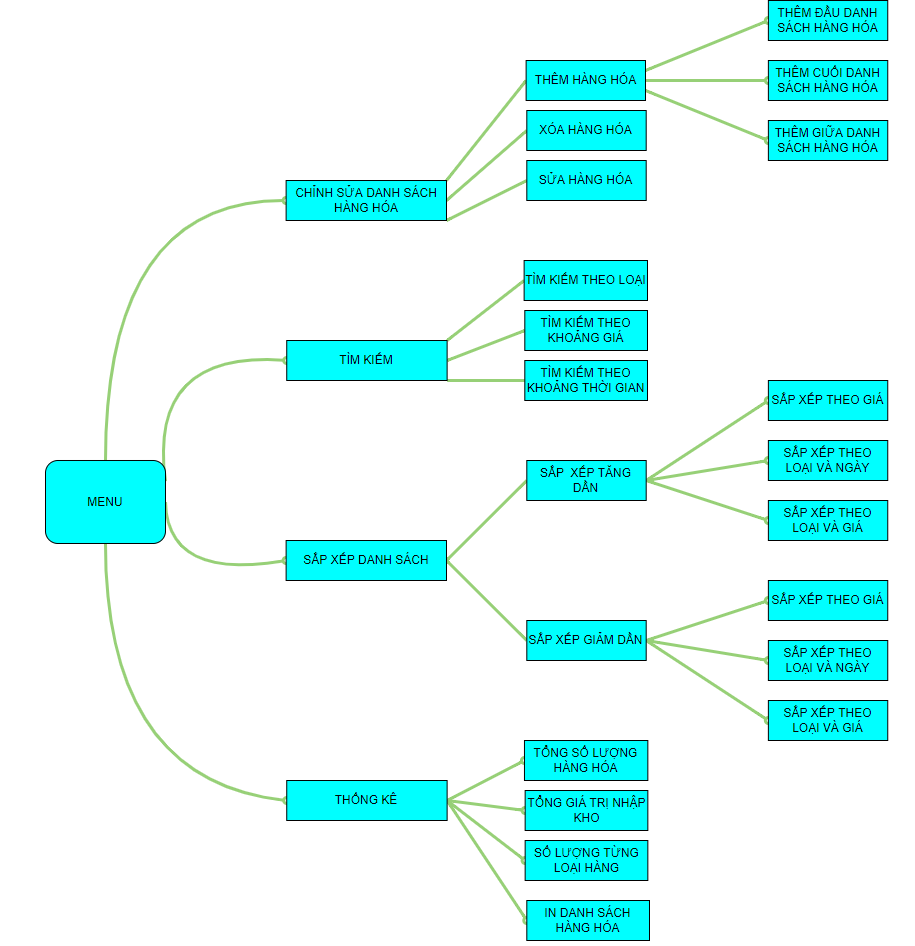 THÊM ĐẦU DANH
SÁCH HÀNG HÓA
THÊM HÀNG HÓA
THÊM CUỐI DANH
SÁCH HÀNG HÓA
THÊM GIỮA DANH
SÁCH HÀNG HÓA
XÓA HÀNG HÓA
SỬA HÀNG HÓA
CHỈNH SỬA DANH SÁCH
HÀNG HÓA
TÌM KIẾM THEO LOẠI
TÌM KIẾM THEO
KHOẢNG GIÁ
TÌM KIẾM
TÌM KIẾM THEO
KHOẢNG THỜI GIAN
SẮP XẾP THEO GIÁ
SẮP XẾP THEO
LOẠI VÀ NGÀY
SẮP XẾP TĂNG
DẦN
SẮP XẾP THEO
LOẠI VÀ GIÁ
MENU
SẮP XẾP DANH SÁCH
SẮP XẾP THEO GIÁ
SẮP XẾP GIẢM DẦN
SẮP XẾP THEO
LOẠI VÀ NGÀY
SẮP XẾP THEO
LOẠI VÀ GIÁ
TỔNG SỐ LƯỢNG
HÀNG HÓA
THỐNG KÊ
TỔNG GIÁ TRỊ NHẬP
KHO
SỐ LƯỢNG TỪNG
LOẠI HÀNG
IN DANH SÁCH
HÀNG HÓA